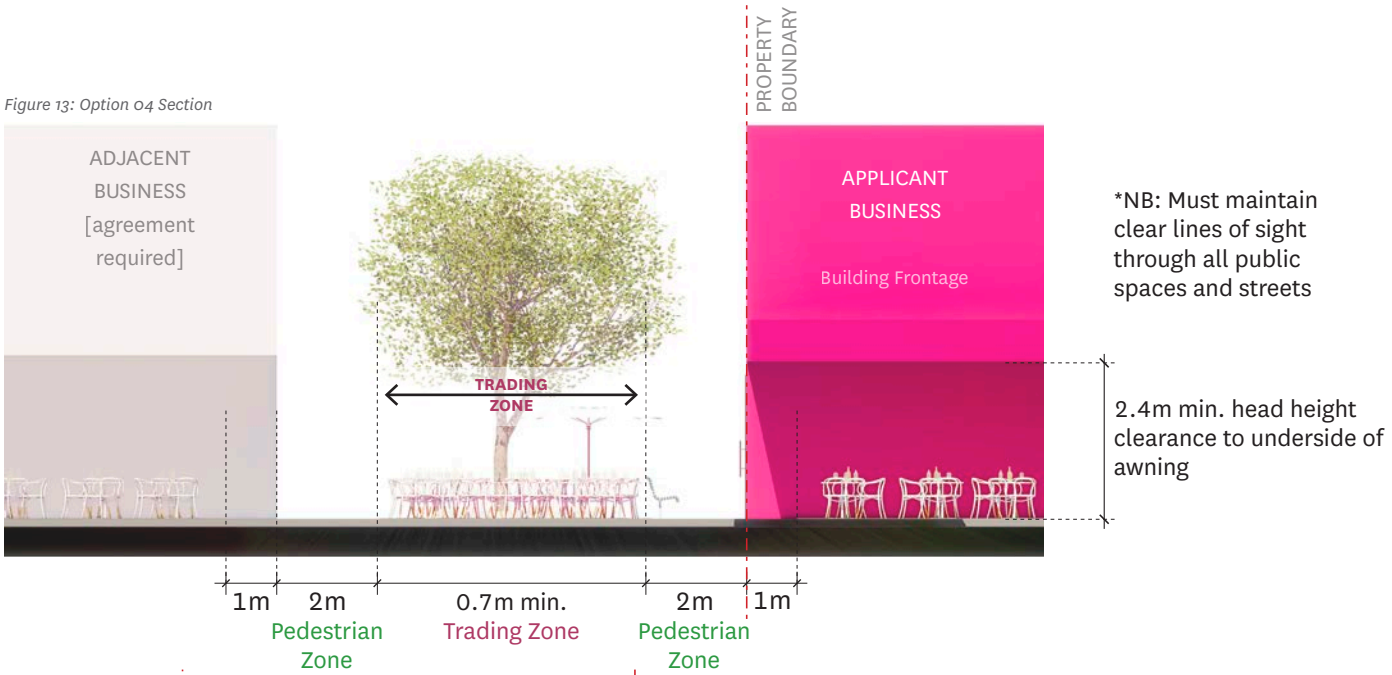 PROPERTY
BOUNDARY
Figure 13: Option 04 Section
ADJACENT
BUSINESS
[agreement
required]
APPLICANT
BUSINESS
Building Frontage
*NB: Must maintain
clear lines of sight
through all public
spaces and streets
TRADING
ZONE
2.4m min. head height
clearance to underside of
awning
1m
2m
Pedestrian
Zone
0.7m min.
Trading Zone
2m
Pedestrian
Zone
1m